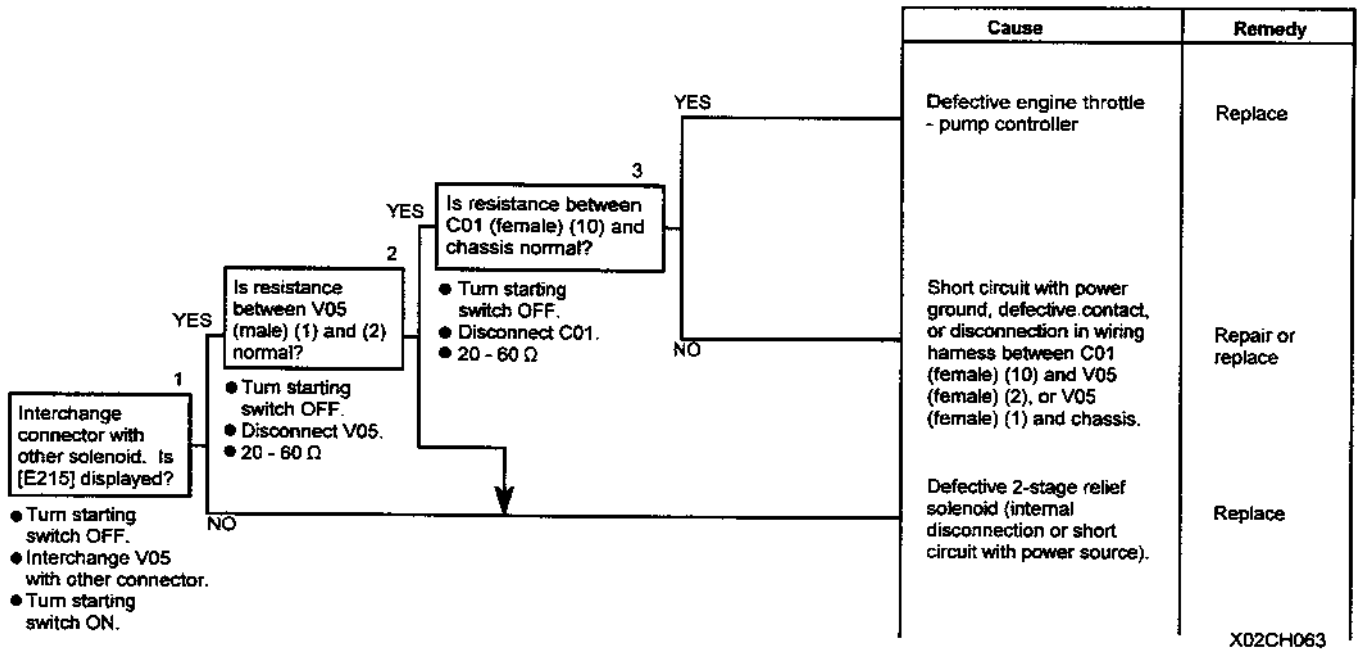 Cause
Remedy
YES
Defective engine throttle
- pump controller
Replace
3
YES
Is resistance between
C01 (female) (10) and
chassis normal?
● Turn starting
switch OFF.
● Disconnect C01.
● 20 - 60 Ω
NO
Short circuit with power
ground, defective contact,
or disconnection in wiring
harness between C01
(female) (10) and V05
(female) (2), or V05
(female) (1) and chassis.
Repair or
replace
2
YES
Is resistance
between V05
(male) (1) and (2)
normal?
● Turn starting
switch OFF.
● Disconnect V05.
● 20 - 60 Ω
1
Interchange
connector with
other solenoid. Is
[E215] displayed?
● Turn starting
switch OFF.
● Interchange V05
with other connector.
● Turn starting
switch ON.
NO
Defective 2-stage relief
solenoid (internal
disconnection or short
circuit with power source).
Replace
X02CH063